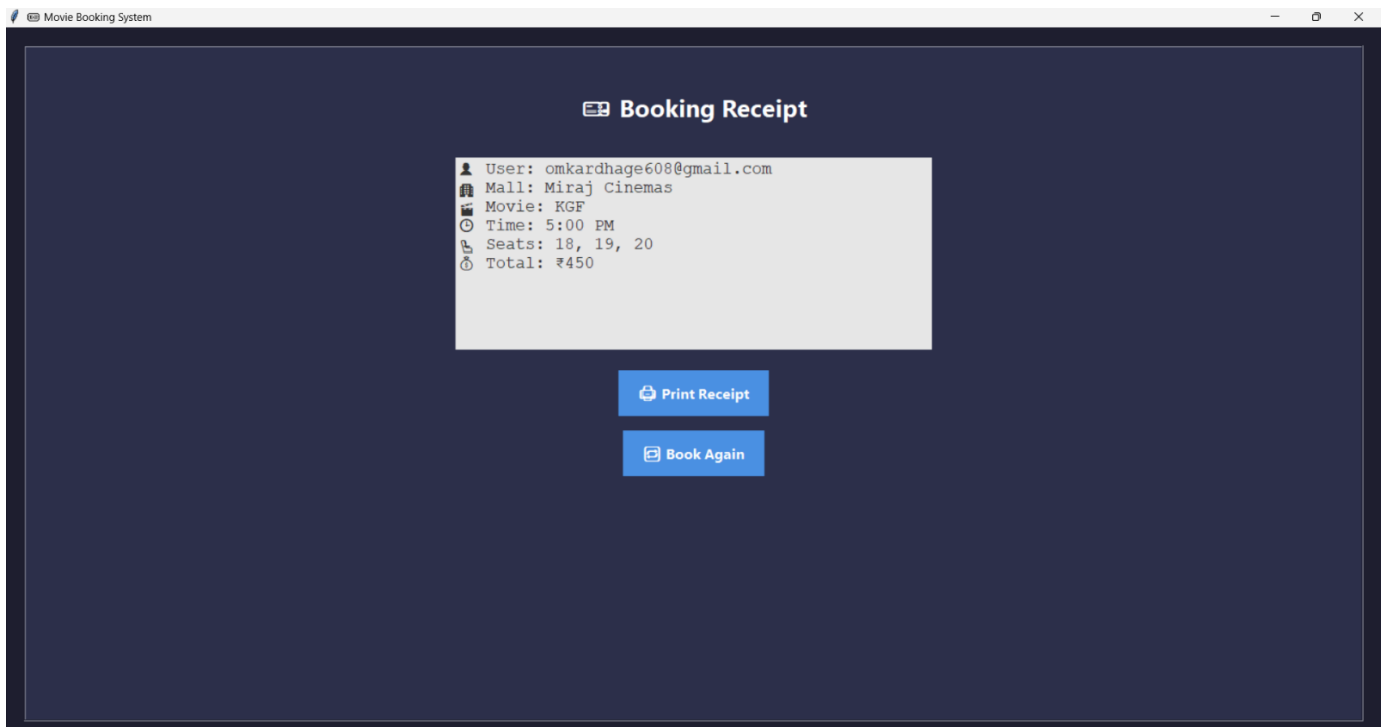 Movie Booking System
Booking Receipt
User: omkardhage608@gmail.com
Mall: Miraj Cinemas
Movie: KGF
Time: 5:00 PM
Seats: 18, 19, 20
Total: ₹450
Print Receipt
Book Again